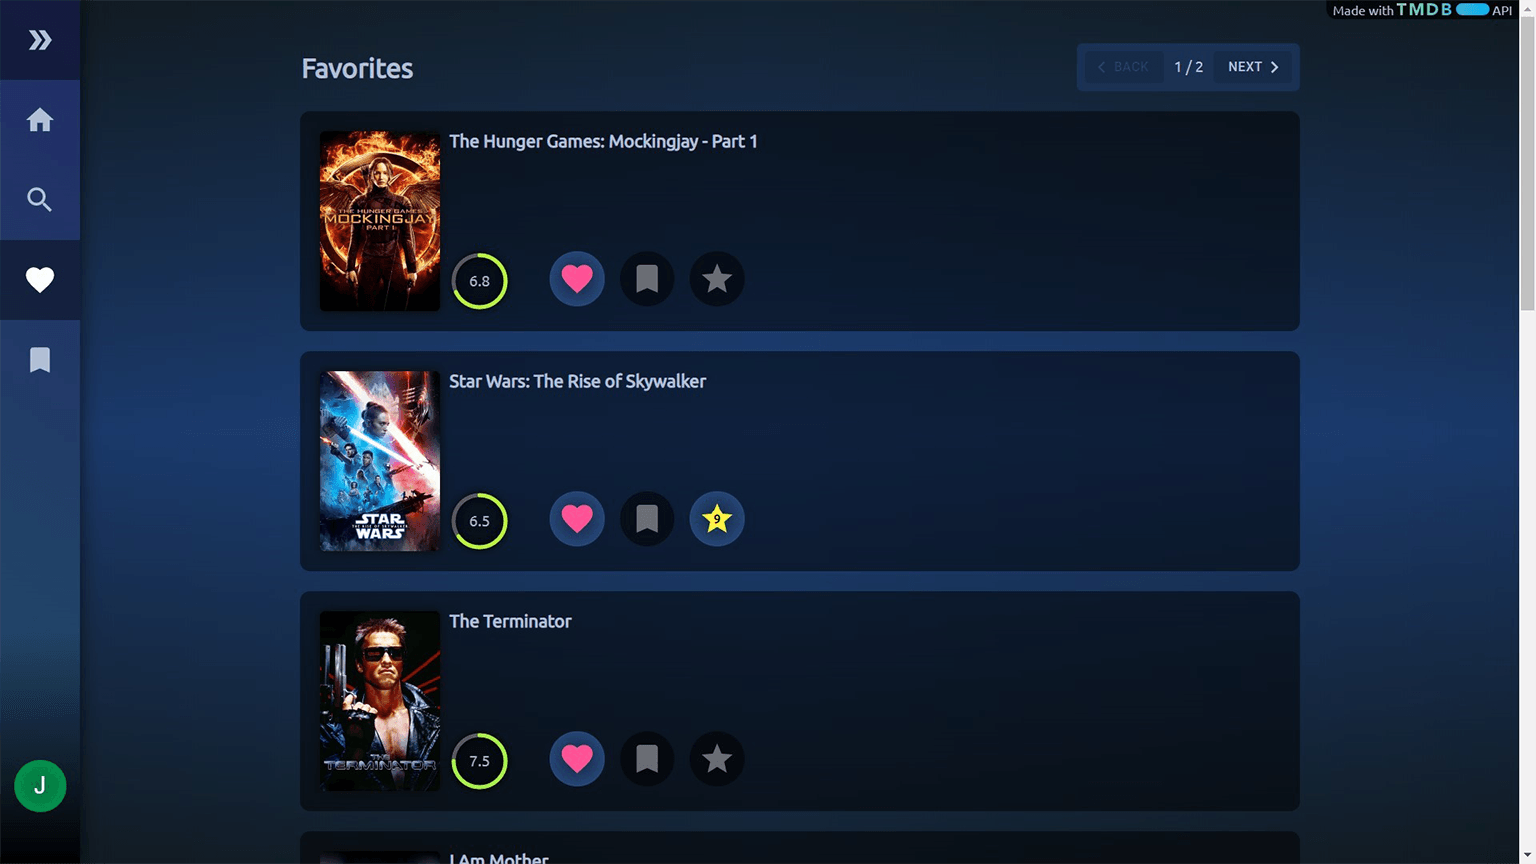 Made with TMDB API
Favorites
BACK
1 / 2
NEXT
The Hunger Games: Mockingjay - Part 1
THE HUNGER GAMES:
MOCKINGJAY
PART 1
6.8
Star Wars: The Rise of Skywalker
STAR
THE RISE OF SKYWALKER
WARS
6.5
9
The Terminator
THE
TERMINATOR
7.5
J
I Am Mother